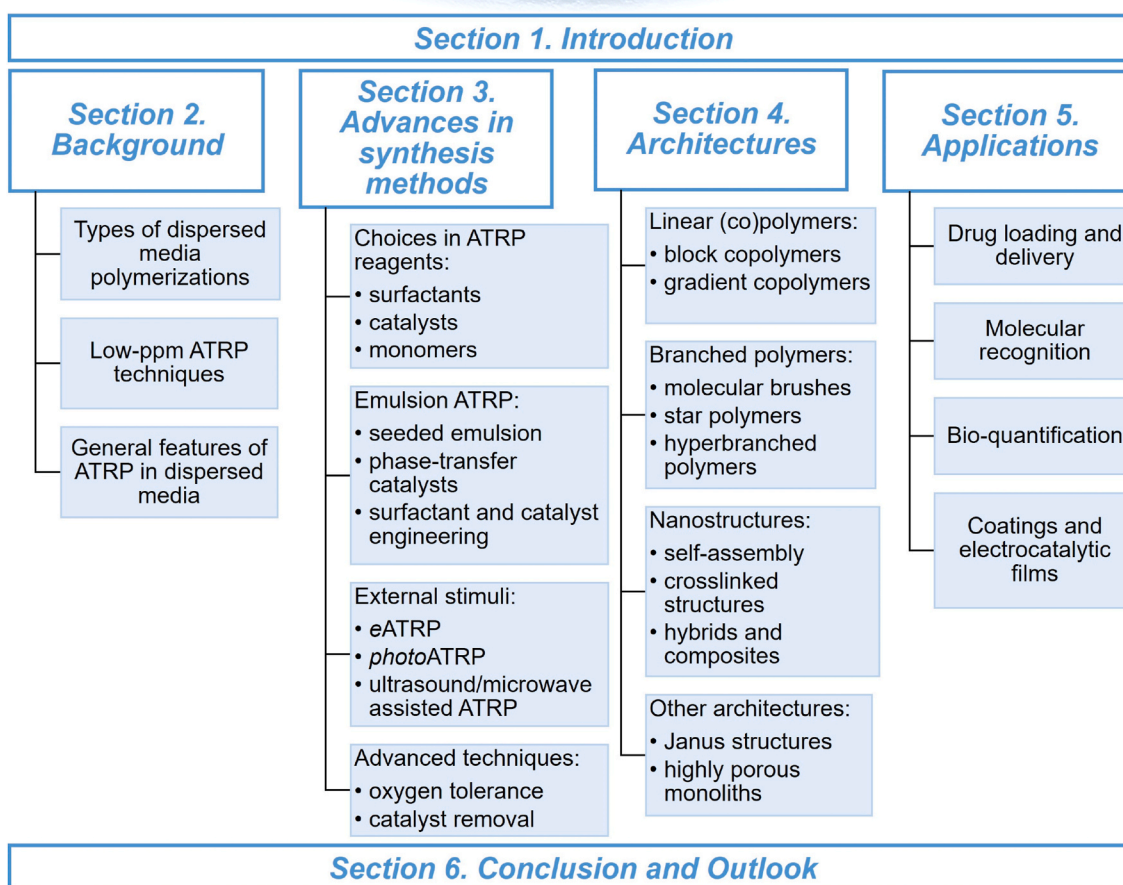 Section 1. Introduction
Section 2.
Background
Types of dispersed
media
polymerizations
Low-ppm ATRP
techniques
General features of
ATRP in dispersed
media
Section 3.
Advances in
synthesis
methods
Choices in ATRP
reagents:
• surfactants
• catalysts
• monomers
Emulsion ATRP:
• seeded emulsion
• phase-transfer
catalysts
• surfactant and catalyst
engineering
External stimuli:
• eATRP
• photoATRP
• ultrasound/microwave
assisted ATRP
Advanced techniques:
• oxygen tolerance
• catalyst removal
Section 4.
Architectures
Linear (co)polymers:
• block copolymers
• gradient copolymers
Branched polymers:
• molecular brushes
• star polymers
• hyperbranched
polymers
Nanostructures:
• self-assembly
• crosslinked
structures
• hybrids and
composites
Other architectures:
• Janus structures
• highly porous
monoliths
Section 5.
Applications
Drug loading and
delivery
Molecular
recognition
Bio-quantification
Coatings and
electrocatalytic
films
Section 6. Conclusion and Outlook